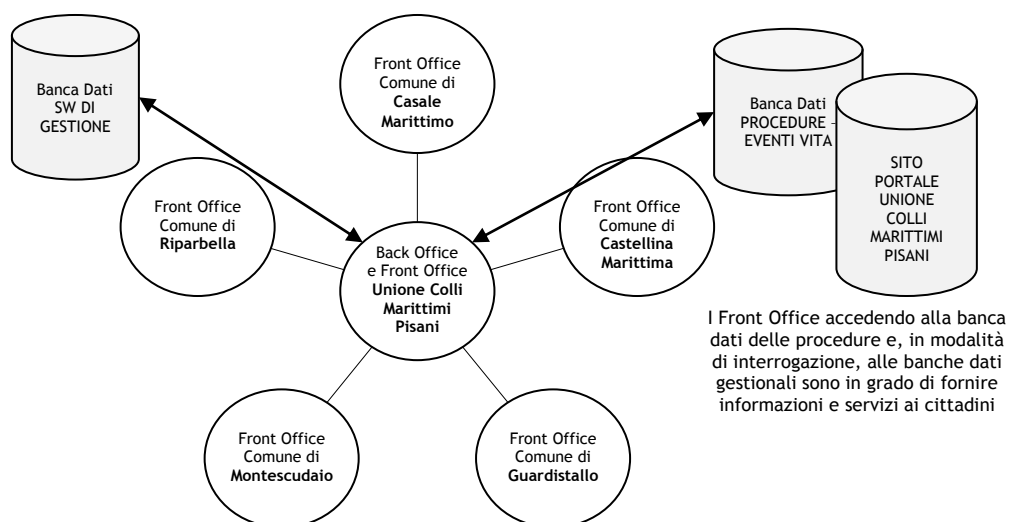 Banca Dati
SW DI
GESTIONE
Front Office
Comune di
Casale
Marittimo
Banca Dati
PROCEDURE –
EVENTI VITA
SITO
PORTALE
UNIONE
COLLI
MARITTIMI
PISANI
Front Office
Comune di
Riparbella
Front Office
Comune di
Castellina
Marittima
Back Office
e Front Office
Unione Colli
Marittimi
Pisani
I Front Office accedendo alla banca
dati delle procedure e, in modalità
di interrogazione, alle banche dati
gestionali sono in grado di fornire
informazioni e servizi ai cittadini
Front Office
Comune di
Montescudaio
Front Office
Comune di
Guardistallo